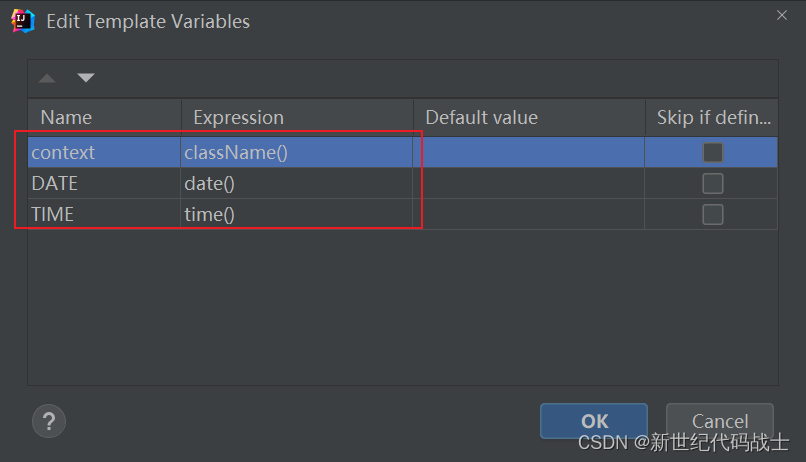 Edit Template Variables
Name Expression Default value Skip if defin...
context className()
DATE date()
TIME time()
? OK Cancel
CSDN @新世纪代码战士